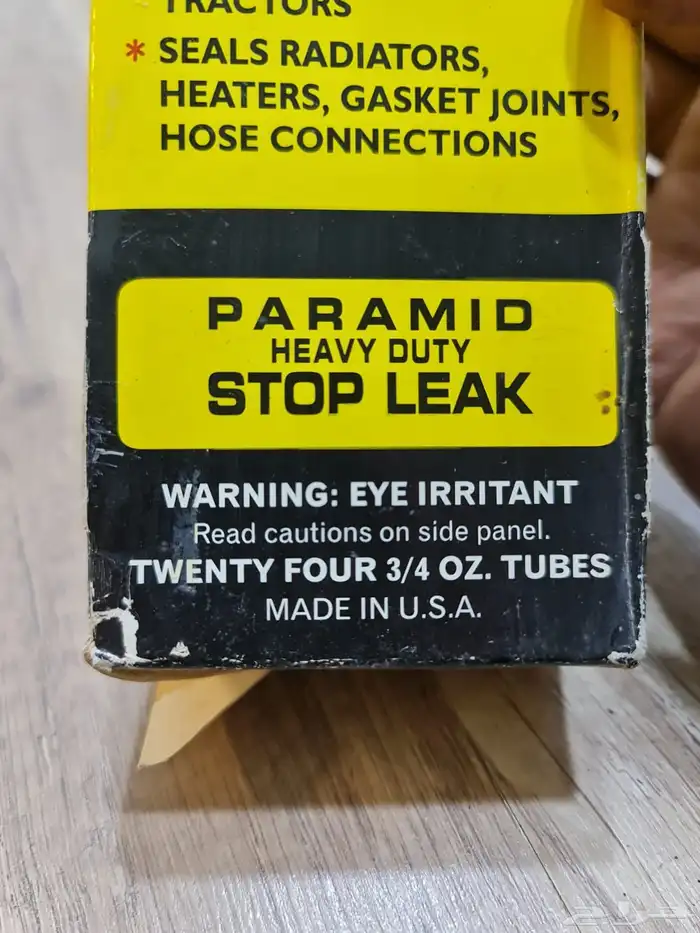 TRACTORS
* SEALS RADIATORS,
HEATERS, GASKET JOINTS,
HOSE CONNECTIONS
PARAMID
HEAVY DUTY
STOP LEAK
WARNING: EYE IRRITANT
Read cautions on side panel.
TWENTY FOUR 3/4 OZ. TUBES
MADE IN U.S.A.